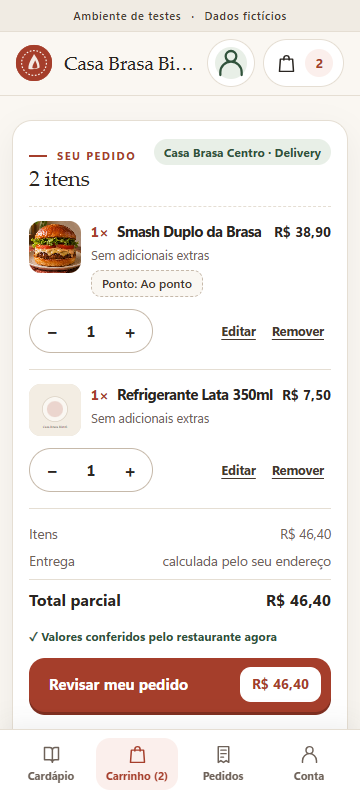 Ambiente de testes · Dados fictícios
Casa Brasa Bi...
2
SEU PEDIDO
Casa Brasa Centro · Delivery
2 itens
1× Smash Duplo da Brasa R$ 38,90
Sem adicionais extras
Ponto: Ao ponto
− 1 + Editar Remover
1× Refrigerante Lata 350ml R$ 7,50
Sem adicionais extras
− 1 + Editar Remover
Itens R$ 46,40
Entrega calculada pelo seu endereço
Total parcial R$ 46,40
✓ Valores conferidos pelo restaurante agora
Revisar meu pedido R$ 46,40
Cardápio Carrinho (2) Pedidos Conta